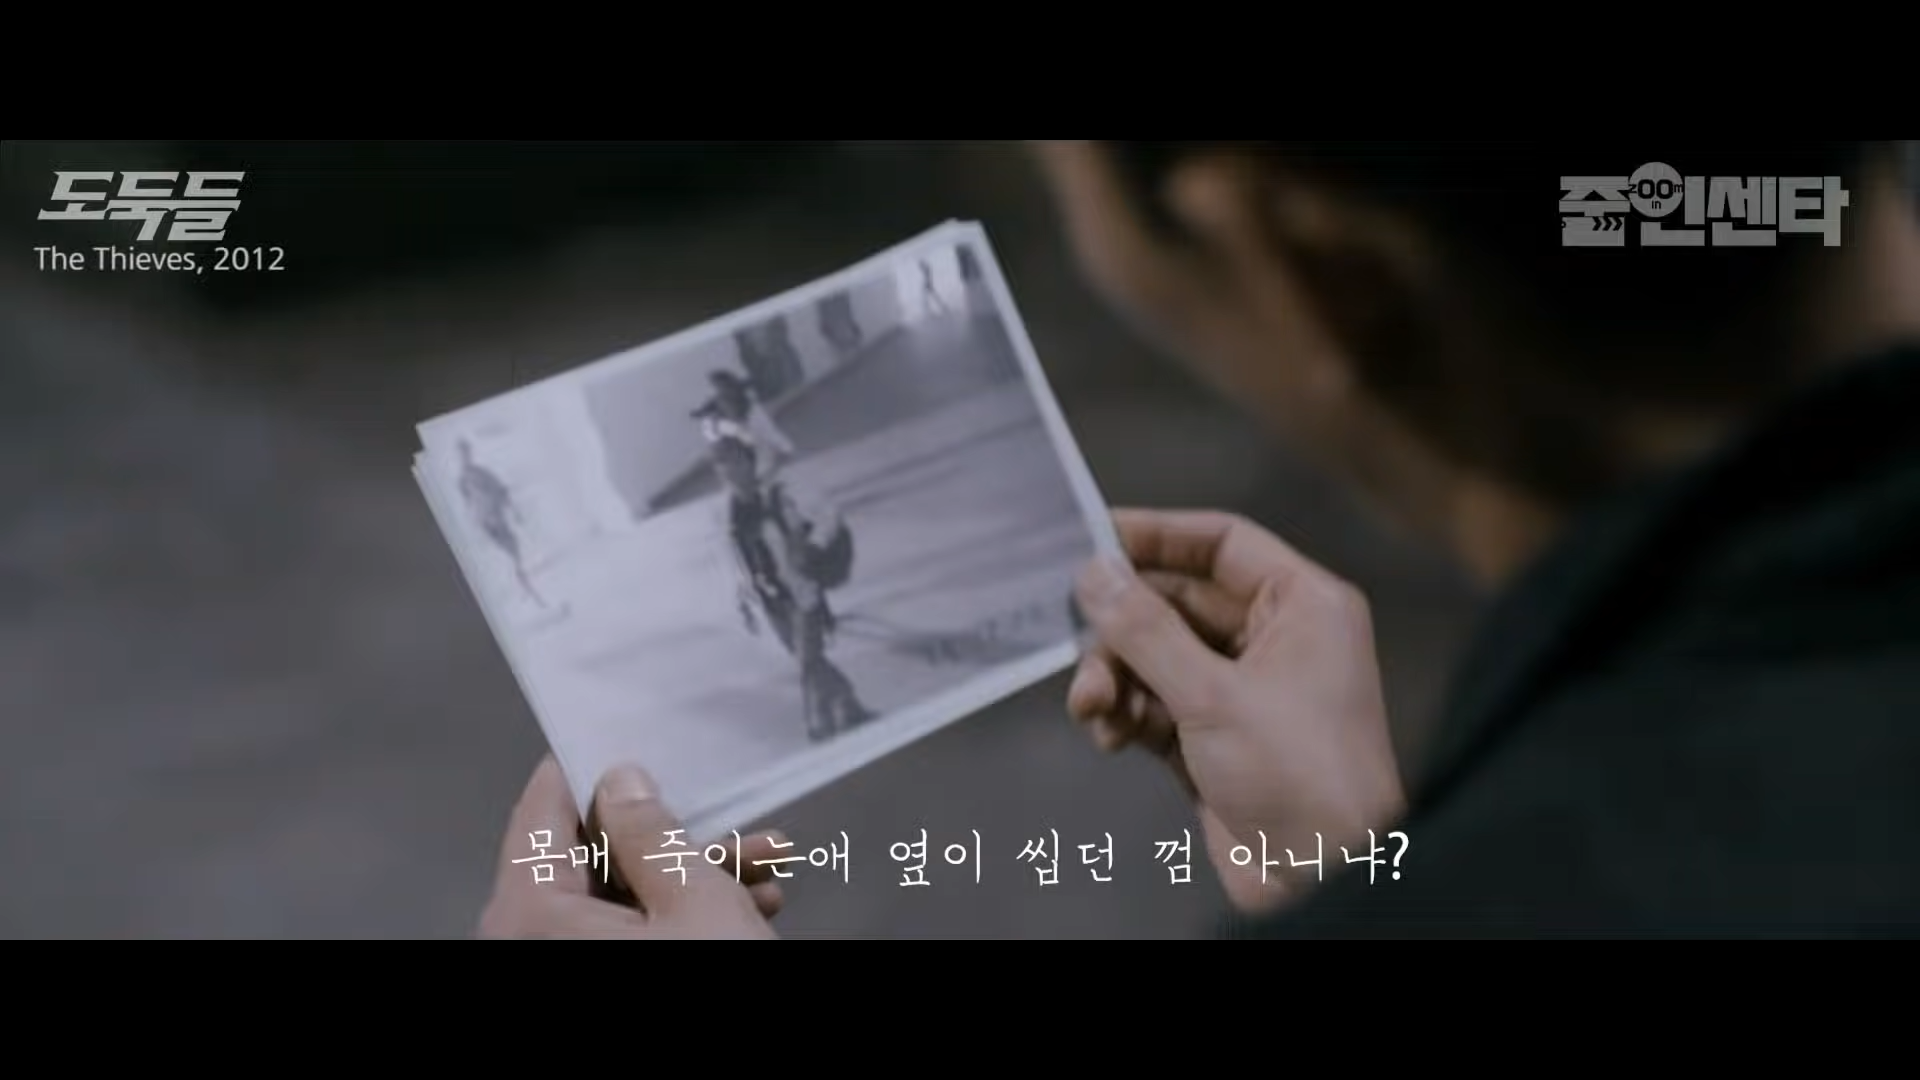 도둑들
The Thieves, 2012
줌인센타
zoom
in
몸매 죽이는애 옆이 씹던 껌 아니냐?